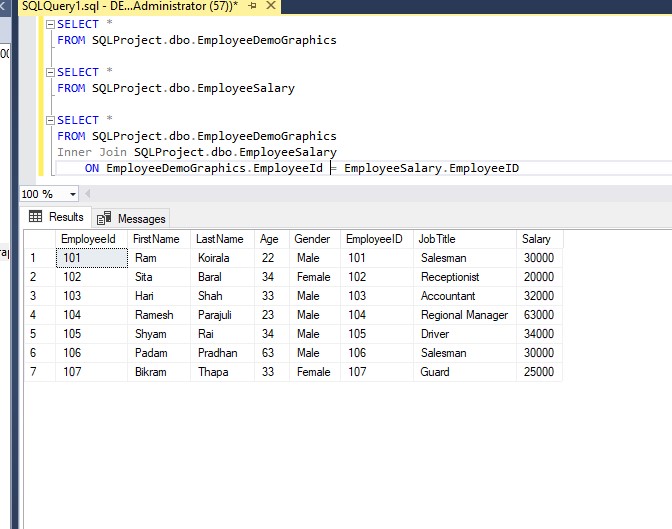 SQLQuery1.sql - DE...Administrator (57))*
SELECT *
FROM SQLProject.dbo.EmployeeDemoGraphics
SELECT *
FROM SQLProject.dbo.EmployeeSalary
SELECT *
FROM SQLProject.dbo.EmployeeDemoGraphics
Inner Join SQLProject.dbo.EmployeeSalary
ON EmployeeDemoGraphics.EmployeeId = EmployeeSalary.EmployeeID
100 %
Results Messages
EmployeeId FirstName LastName Age Gender EmployeeID JobTitle Salary
1 101 Ram Koirala 22 Male 101 Salesman 30000
2 102 Sita Baral 34 Female 102 Receptionist 20000
3 103 Hari Shah 33 Male 103 Accountant 32000
4 104 Ramesh Parajuli 23 Male 104 Regional Manager 63000
5 105 Shyam Rai 34 Male 105 Driver 34000
6 106 Padam Pradhan 63 Male 106 Salesman 30000
7 107 Bikram Thapa 33 Female 107 Guard 25000